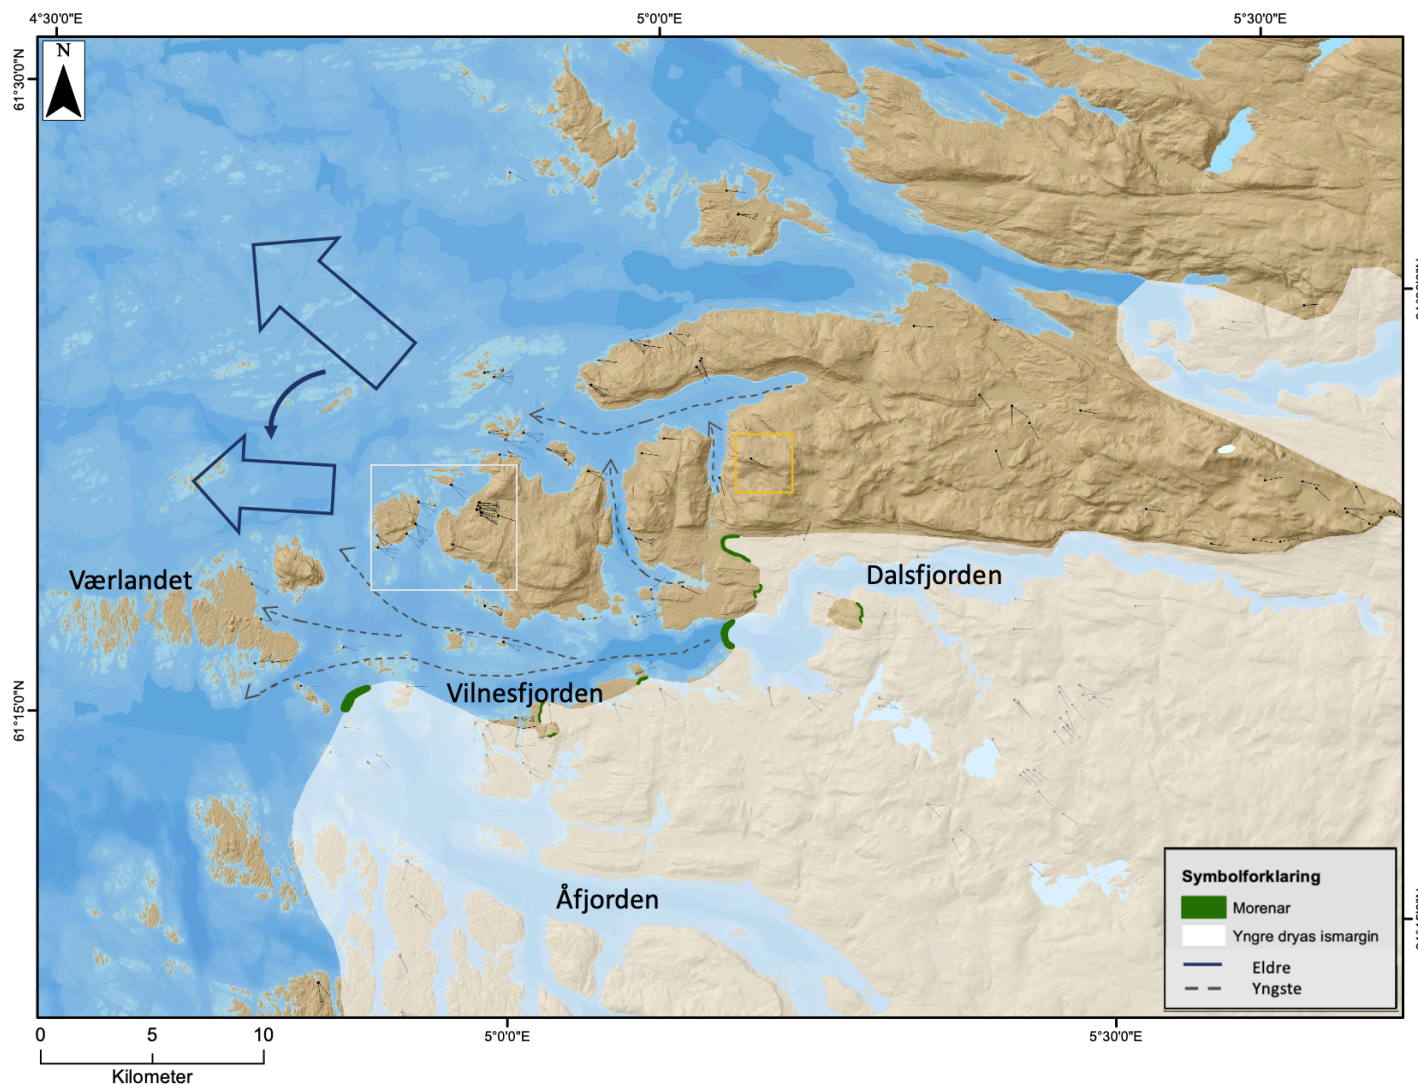 4°30'0"E
5°0'0"E
5°30'0"E
N
61°30'0"N
Værlandet
Dalsfjorden
Vilnesfjorden
61°15'0"N
Åfjorden
Symbolforklaring
Morenar
Yngre dryas ismargin
Eldre
Yngste
0
5
10
Kilometer
5°0'0"E
5°30'0"E